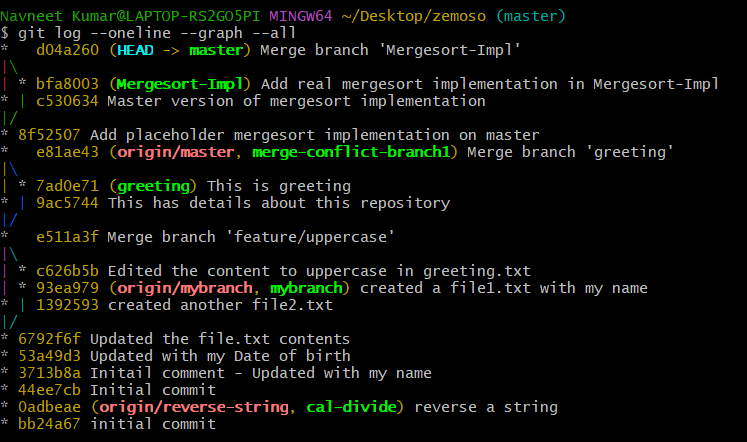 Navneet Kumar@LAPTOP-RS2GO5PI MINGW64 ~/Desktop/zemoso (master)
$ git log --oneline --graph --all
*   d04a260 (HEAD -> master) Merge branch 'Mergesort-Impl'
|\
| * bfa8003 (Mergesort-Impl) Add real mergesort implementation in Mergesort-Impl
* | c530634 Master version of mergesort implementation
|/
* 8f52507 Add placeholder mergesort implementation on master
*   e81ae43 (origin/master, merge-conflict-branch1) Merge branch 'greeting'
|\
| * 7ad0e71 (greeting) This is greeting
* | 9ac5744 This has details about this repository
|/
*   e511a3f Merge branch 'feature/uppercase'
|\
| * c626b5b Edited the content to uppercase in greeting.txt
| * 93ea979 (origin/mybranch, mybranch) created a file1.txt with my name
* | 1392593 created another file2.txt
|/
* 6792f6f Updated the file.txt contents
* 53a49d3 Updated with my Date of birth
* 3713b8a Initail comment - Updated with my name
* 44ee7cb Initial commit
* 0adbeae (origin/reverse-string, cal-divide) reverse a string
* bb24a67 initial commit